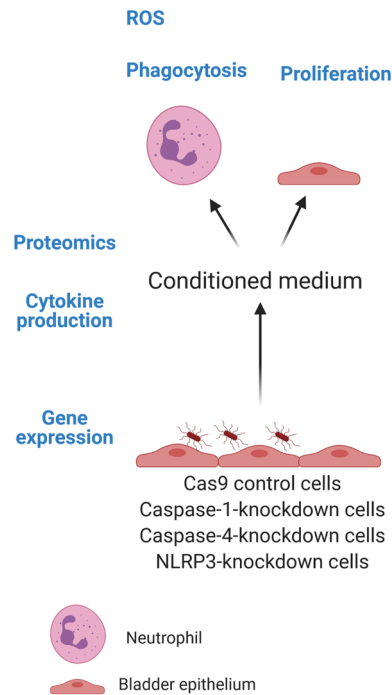 ROS
Phagocytosis
Proliferation
Proteomics
Conditioned medium
Cytokine
production
Gene
expression
Cas9 control cells
Caspase-1-knockdown cells
Caspase-4-knockdown cells
NLRP3-knockdown cells
Neutrophil
Bladder epithelium